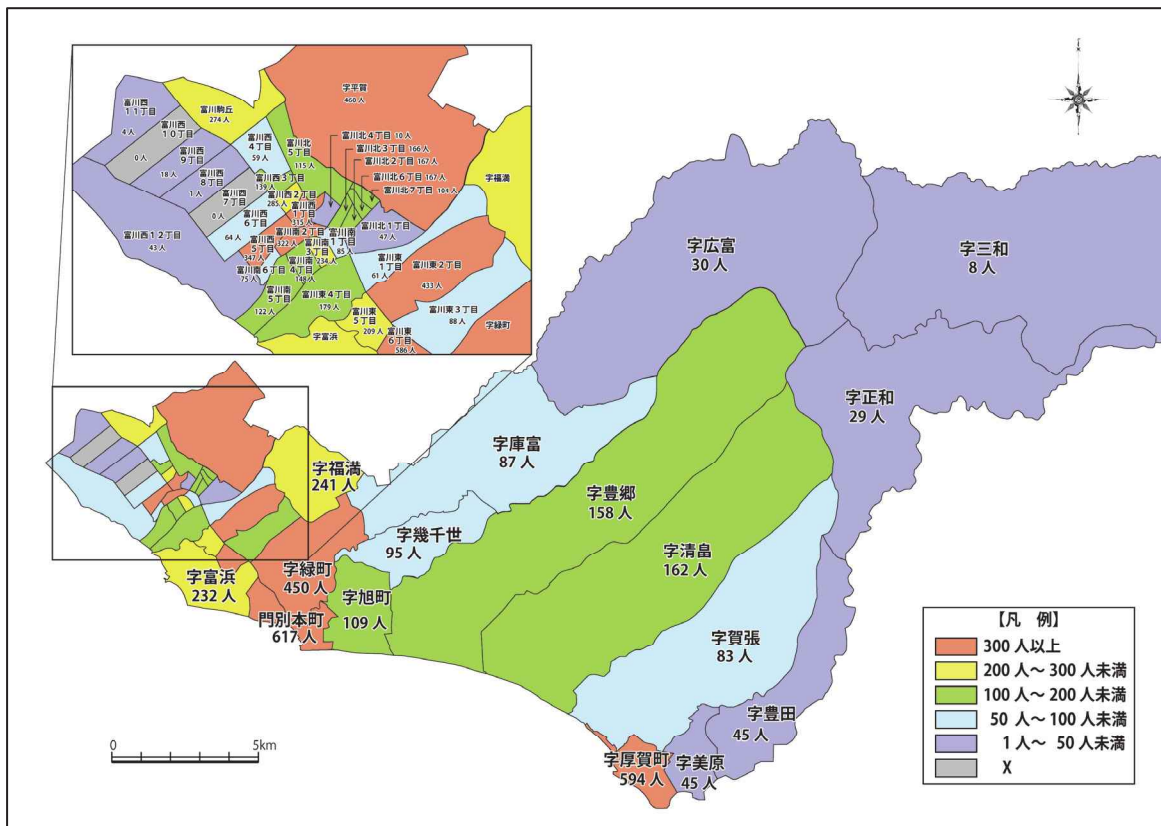 富川西
11丁目
4人
富川西
10丁目
0人
富川西
9丁目
18人
富川西
8丁目
1人
富川西
7丁目
0人
富川西
6丁目
64人
富川西12丁目
43人
富川駒丘
274人
富川西
4丁目
59人
富川北
5丁目
115人
富川西3丁目
139人
富川西2丁目
285人
富川西
1丁目
315人
富川西
5丁目
347人
字平賀
460人
富川北4丁目 10人
富川北3丁目 166人
富川北2丁目 167人
富川北6丁目 167人
富川北7丁目 104人
富川北1丁目
47人
富川南2丁目
322人
富川南
1丁目
85人
富川南
3丁目
234人
富川南
4丁目
148人
富川南6丁目
75人
富川南
5丁目
122人
富川東
1丁目
61人
富川東2丁目
433人
富川東3丁目
88人
富川東4丁目
179人
富川東
5丁目
209人
富川東
6丁目
586人
字富浜
字緑町
字福満
字広富
30人
字三和
8人
字正和
29人
字庫富
87人
字福満
241人
字幾千世
95人
字豊郷
158人
字清畠
162人
字富浜
232人
字緑町
450人
字旭町
109人
門別本町
617人
字賀張
83人
字豊田
45人
字美原
45人
字厚賀町
594人
0 5km
【凡 例】
300人以上
200人～300人未満
100人～200人未満
50人～100人未満
1人～ 50人未満
X